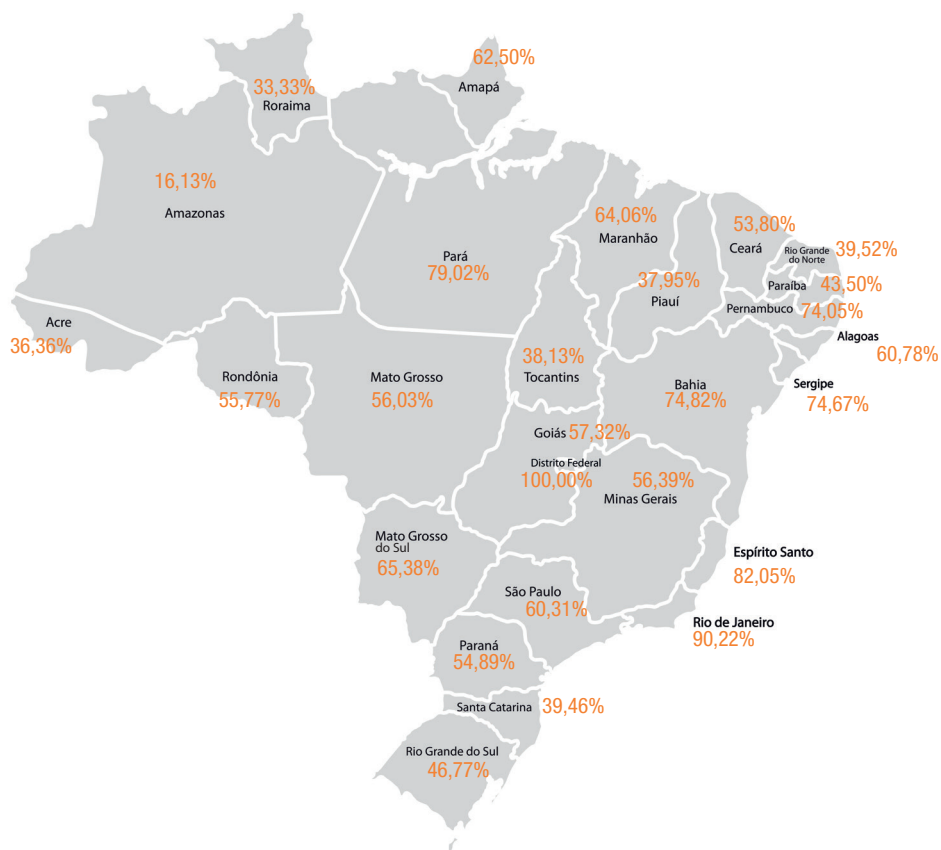 62,50%
Amapá
33,33%
Roraima
16,13%
Amazonas
64,06%
Maranhão
53,80%
Ceará
Rio Grande
do Norte
39,52%
Pará
79,02%
37,95%
Piauí
Paraíba
43,50%
Pernambuco
74,05%
Acre
36,36%
Alagoas
60,78%
Rondônia
55,77%
Mato Grosso
56,03%
38,13%
Tocantins
Bahia
74,82%
Sergipe
74,67%
Goiás 57,32%
Distrito Federal
100,00%
56,39%
Minas Gerais
Mato Grosso
do Sul
65,38%
Espírito Santo
82,05%
São Paulo
60,31%
Rio de Janeiro
90,22%
Paraná
54,89%
Santa Catarina
39,46%
Rio Grande do Sul
46,77%